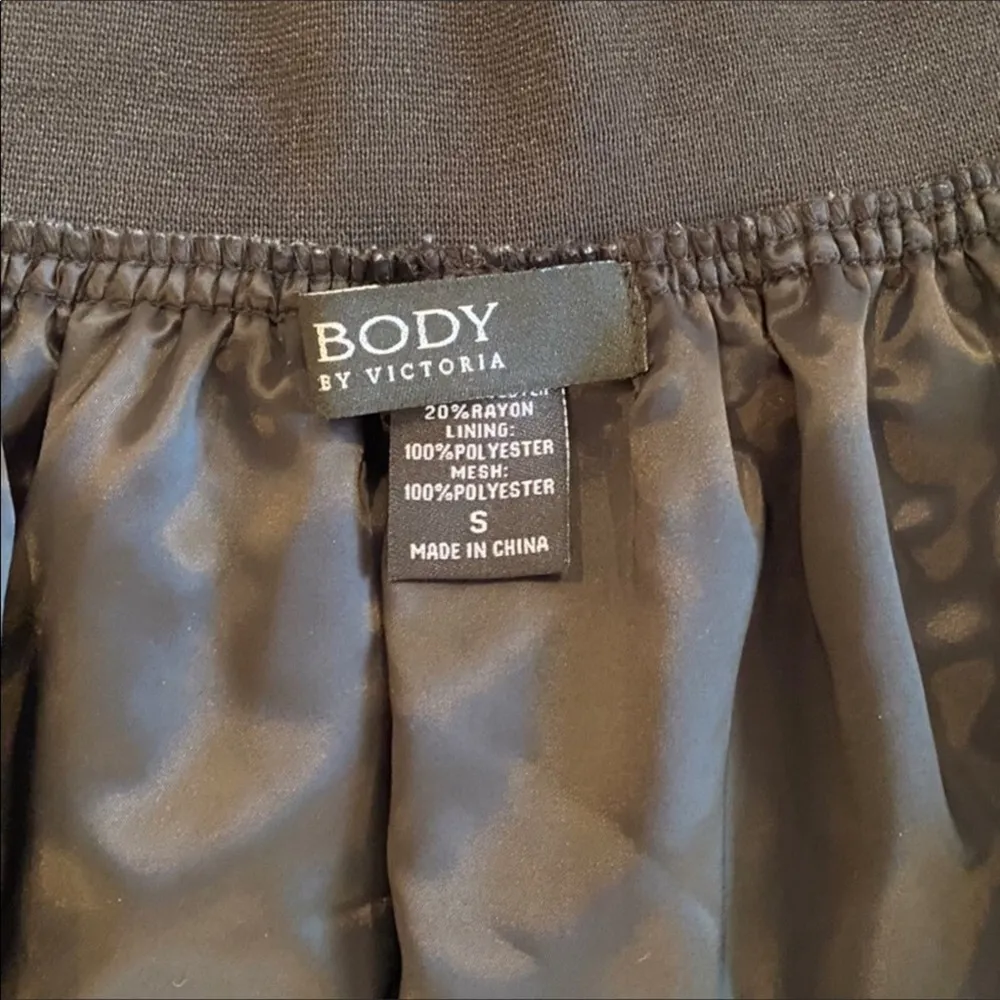 BODY
BY VICTORIA
20%RAYON
LINING:
100%POLYESTER
MESH:
100%POLYESTER
S
MADE IN CHINA